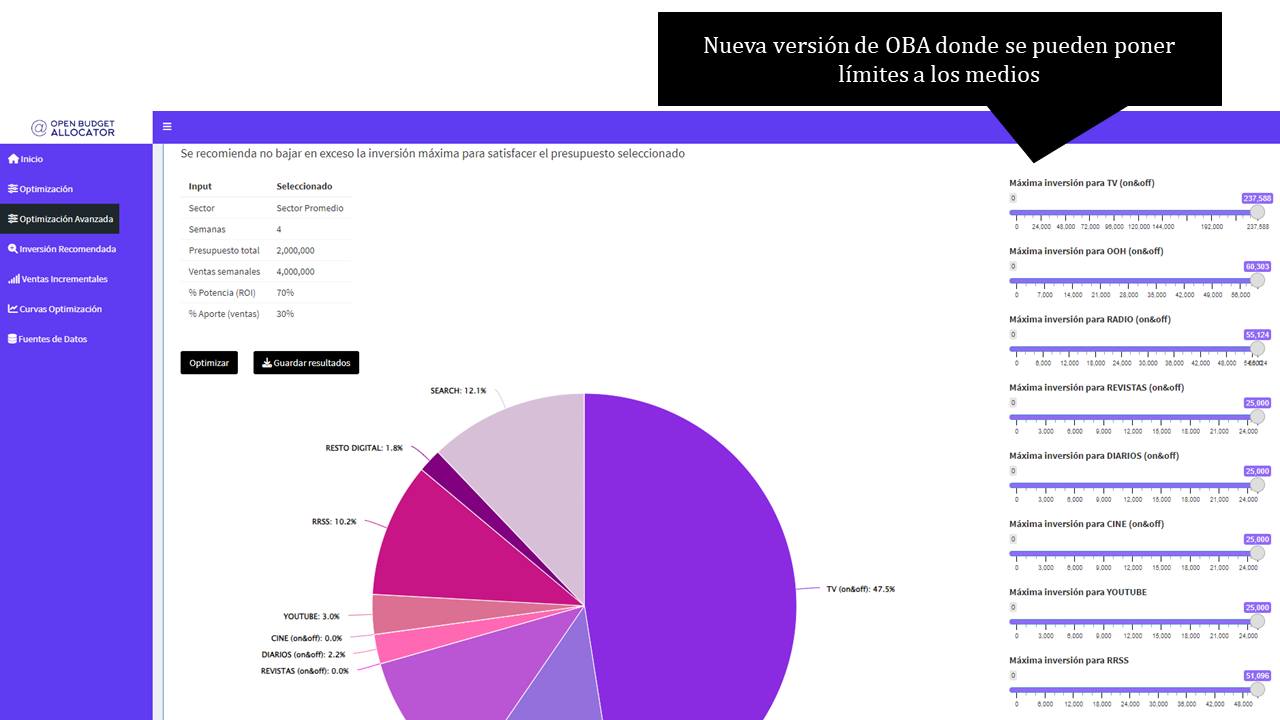 Nueva versión de OBA donde se pueden poner
límites a los medios
@ OPEN BUDGET
ALLOCATOR
Inicio
Optimización
Optimización Avanzada
Inversión Recomendada
Ventas Incrementales
Curvas Optimización
Fuentes de Datos
Se recomienda no bajar en exceso la inversión máxima para satisfacer el presupuesto seleccionado
Input Seleccionado
Sector Sector Promedio
Semanas 4
Presupuesto total 2,000,000
Ventas semanales 4,000,000
% Potencia (ROI) 70%
% Aporte (ventas) 30%
Optimizar Guardar resultados
SEARCH: 12.1%
RESTO DIGITAL: 1.8%
RRSS: 10.2%
YOUTUBE: 3.0%
CINE (on&off): 0.0%
DIARIOS (on&off): 2.2%
REVISTAS (on&off): 0.0%
TV (on&off): 47.5%
Máxima inversión para TV (on&off)
0 237,588
0 24,000 48,000 72,000 96,000 120,000 144,000 192,000 237,588
Máxima inversión para OOH (on&off)
0 68,303
0 7,000 14,000 21,000 28,000 35,000 42,000 49,000 56,000
Máxima inversión para RADIO (on&off)
0 55,124
0 6,000 12,000 18,000 24,000 30,000 36,000 42,000 48,000
Máxima inversión para REVISTAS (on&off)
0 25,000
0 3,000 6,000 9,000 12,000 15,000 18,000 21,000 24,000
Máxima inversión para DIARIOS (on&off)
0 25,000
0 3,000 6,000 9,000 12,000 15,000 18,000 21,000 24,000
Máxima inversión para CINE (on&off)
0 25,000
0 3,000 6,000 9,000 12,000 15,000 18,000 21,000 24,000
Máxima inversión para YOUTUBE
0 25,000
0 3,000 6,000 9,000 12,000 15,000 18,000 21,000 24,000
Máxima inversión para RRSS
0 51,096
0 6,000 12,000 18,000 24,000 30,000 36,000 42,000 48,000